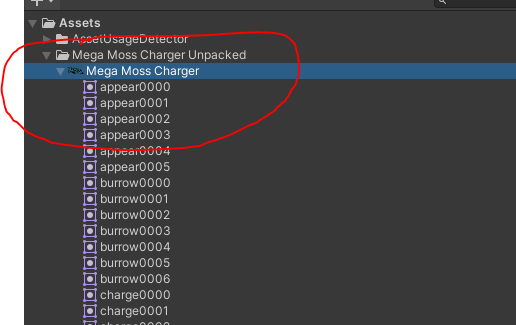 Assets
AssetUsageDetector
Mega Moss Charger Unpacked
Mega Moss Charger
appear0000
appear0001
appear0002
appear0003
appear0004
appear0005
burrow0000
burrow0001
burrow0002
burrow0003
burrow0004
burrow0005
burrow0006
charge0000
charge0001
charge0002